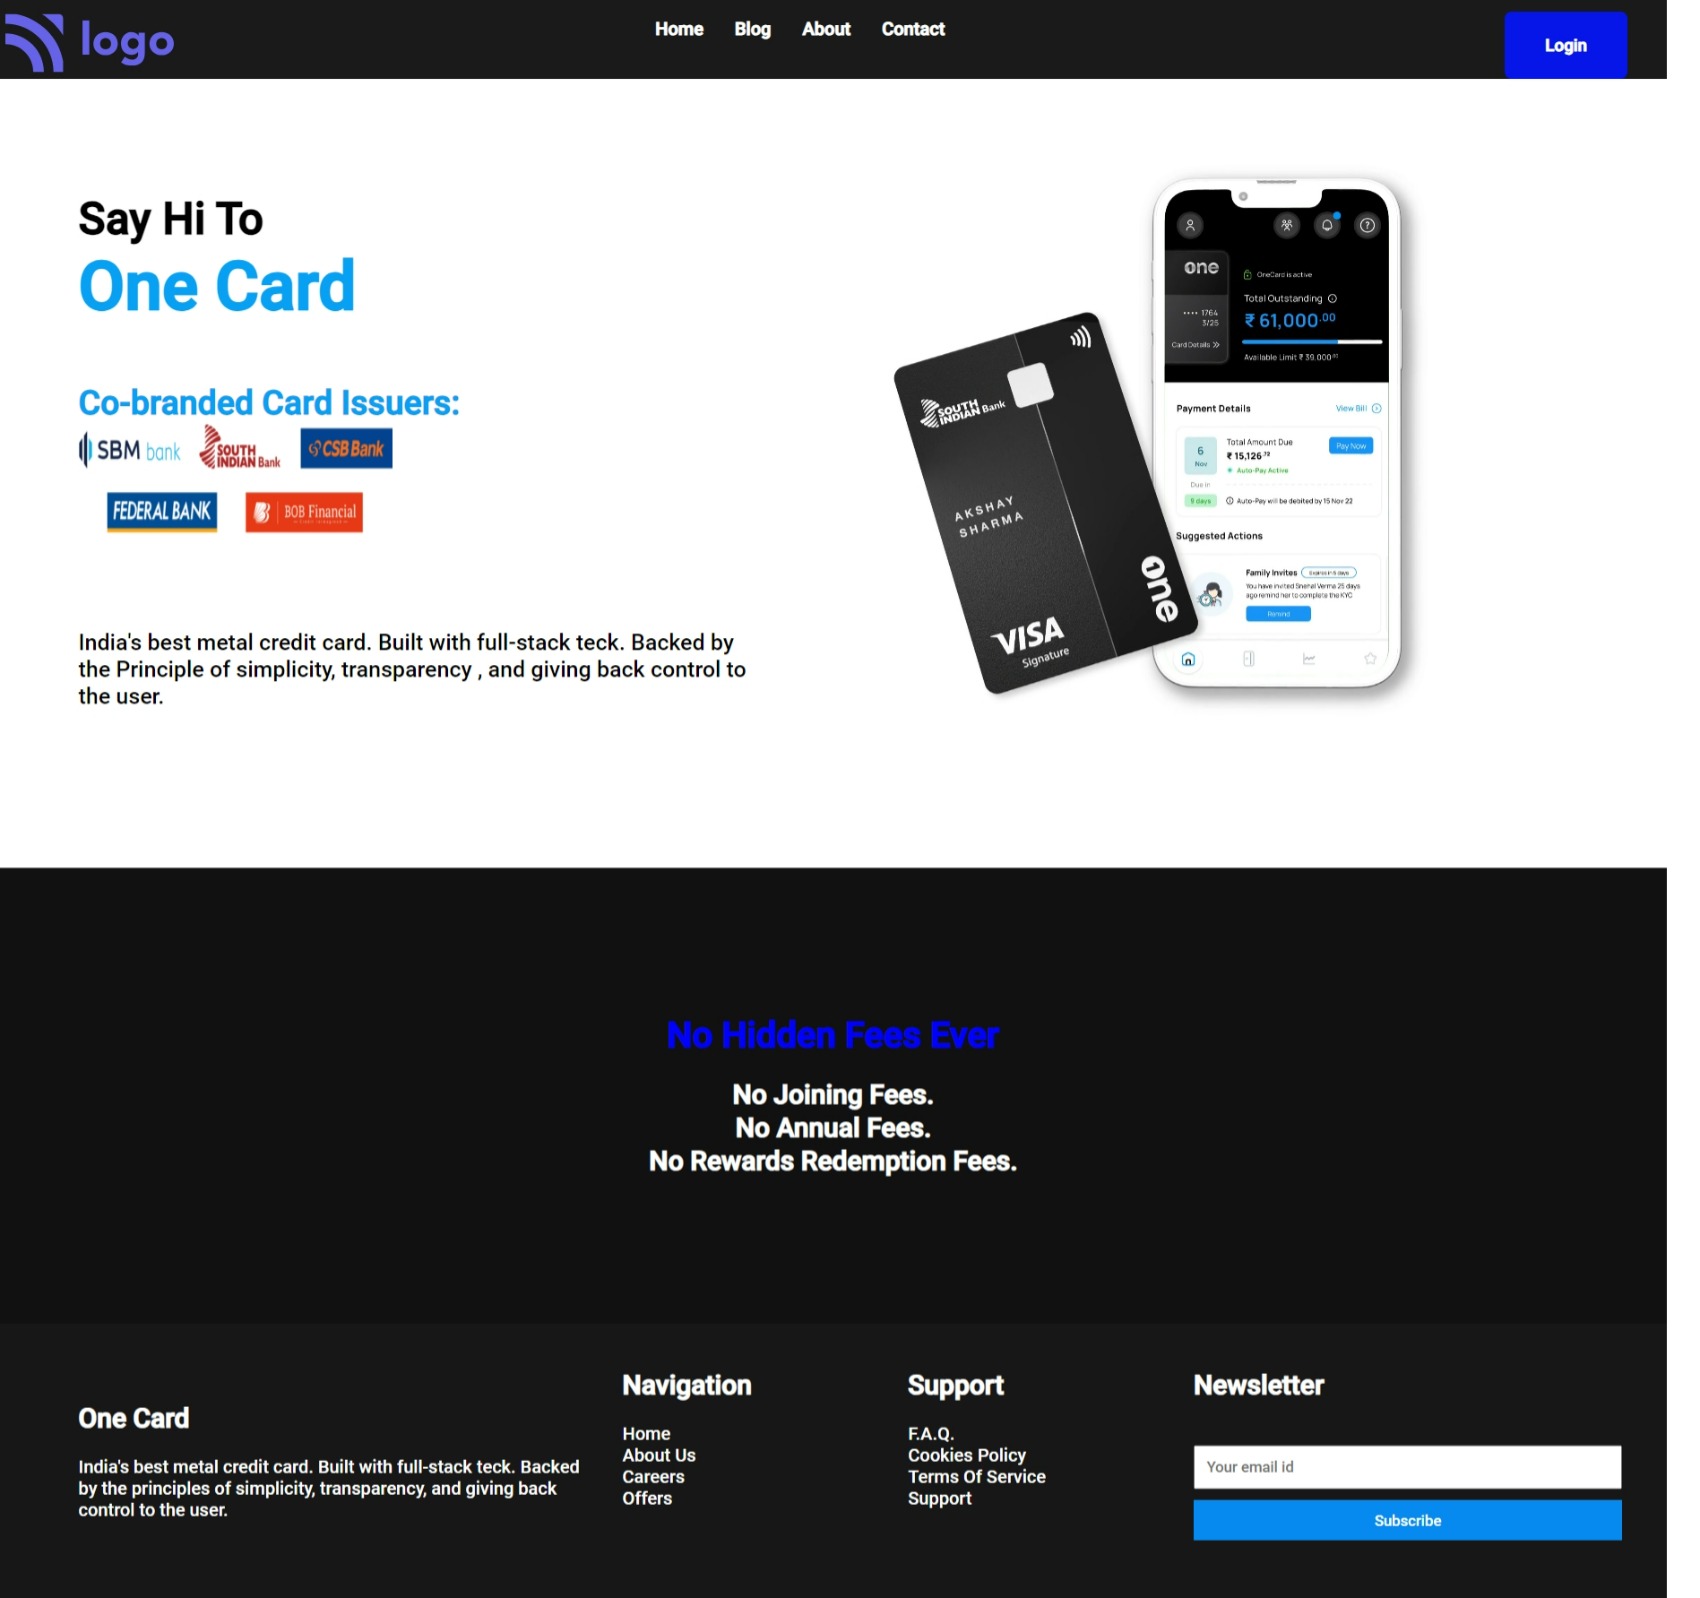 logo
Home Blog About Contact
Login
Say Hi To
One Card
Co-branded Card Issuers:
SBM bank
SOUTH
INDIAN Bank
CSB Bank
FEDERAL BANK
BOB Financial
India's best metal credit card. Built with full-stack teck. Backed by
the Principle of simplicity, transparency , and giving back control to
the user.
SOUTH
INDIAN Bank
AKSHAY
SHARMA
one
VISA
Signature
one
•••• 1764
3/25
Card Details
OneCard is active
Total Outstanding
₹ 61,000.00
Available Limit ₹ 39,000
Payment Details
View Bill
6
Nov
Due in
9 days
Total Amount Due
₹ 15,126.72
Auto-Pay Active
Pay Now
Auto-Pay will be debited by 15 Nov 22
Suggested Actions
Family Invites
Expires in 5 days
You have invited Snehal Verma 25 days
ago remind her to complete the KYC
Remind
No Hidden Fees Ever
No Joining Fees.
No Annual Fees.
No Rewards Redemption Fees.
One Card
India's best metal credit card. Built with full-stack teck. Backed
by the principles of simplicity, transparency, and giving back
control to the user.
Navigation
Home
About Us
Careers
Offers
Support
F.A.Q.
Cookies Policy
Terms Of Service
Support
Newsletter
Your email id
Subscribe